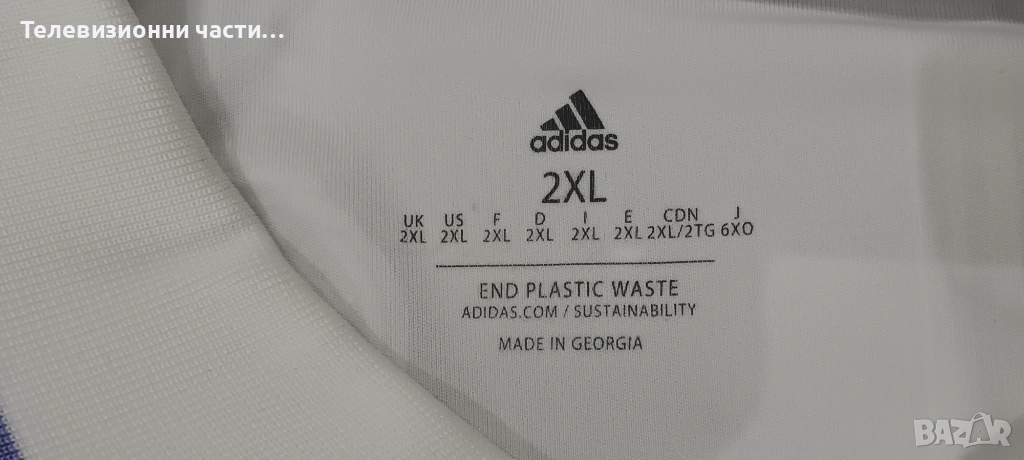 Телевизионни части...
adidas
2XL
UK US F D I E CDN J
2XL 2XL 2XL 2XL 2XL 2XL 2XL/2TG 6XO
END PLASTIC WASTE
ADIDAS.COM / SUSTAINABILITY
MADE IN GEORGIA
BAZAR